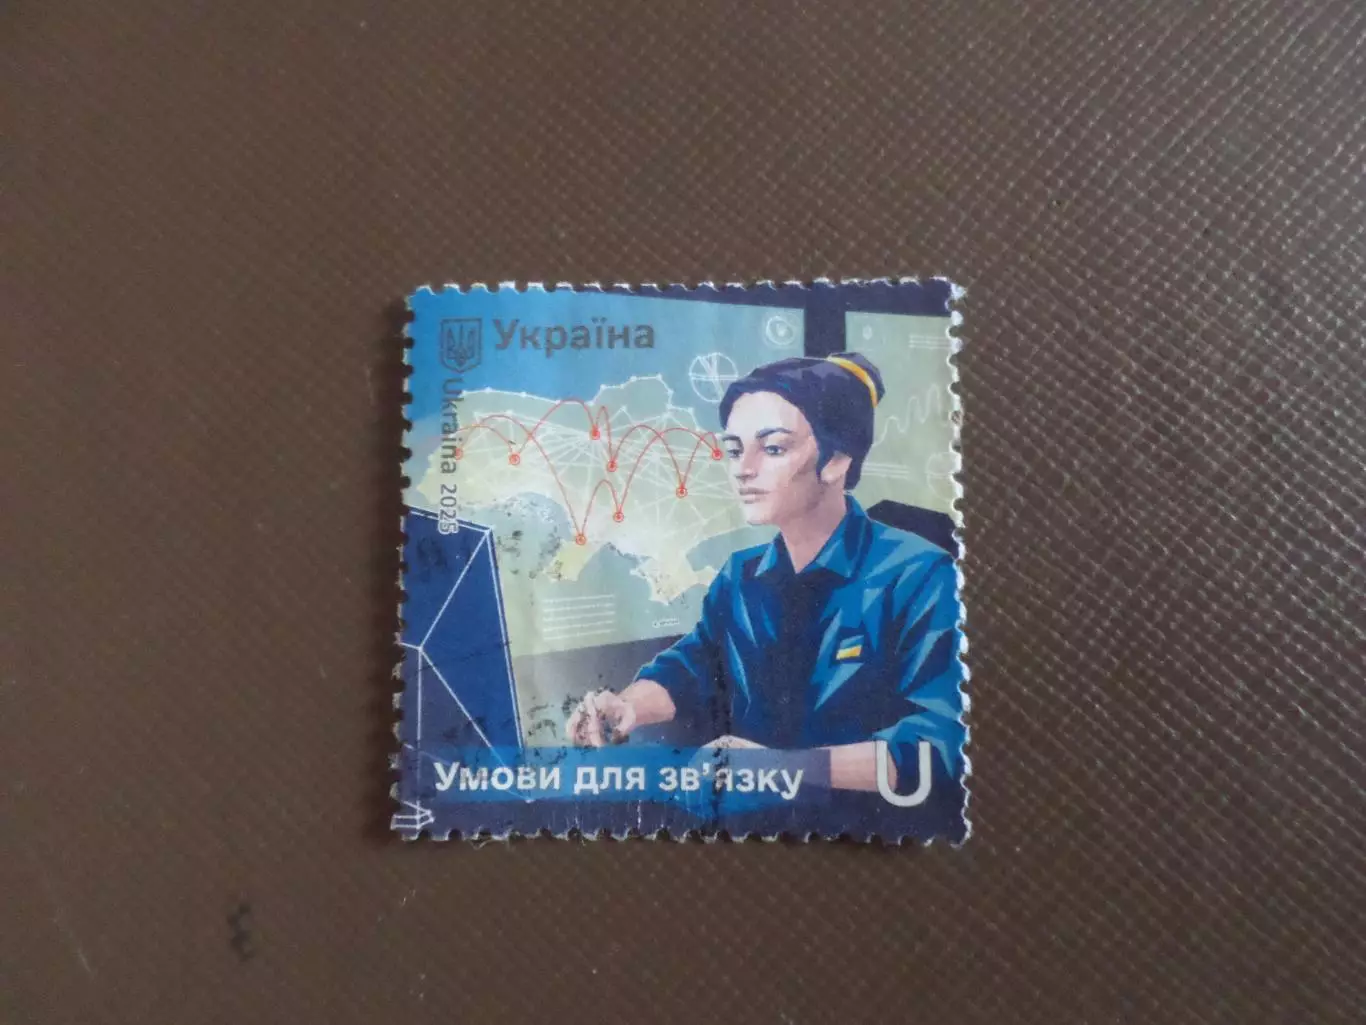 Україна
Ukraina 2025
Умови для зв'язку
U